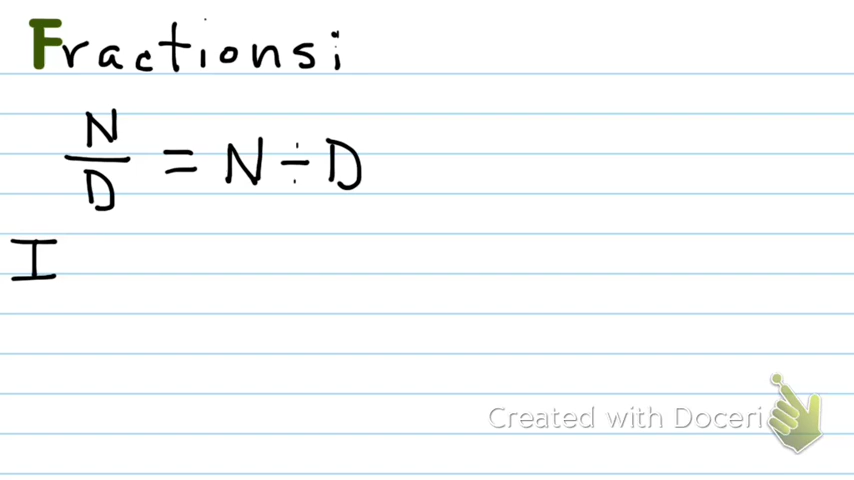 Fractions:
N/D = N ÷ D
I
Created with Doceri